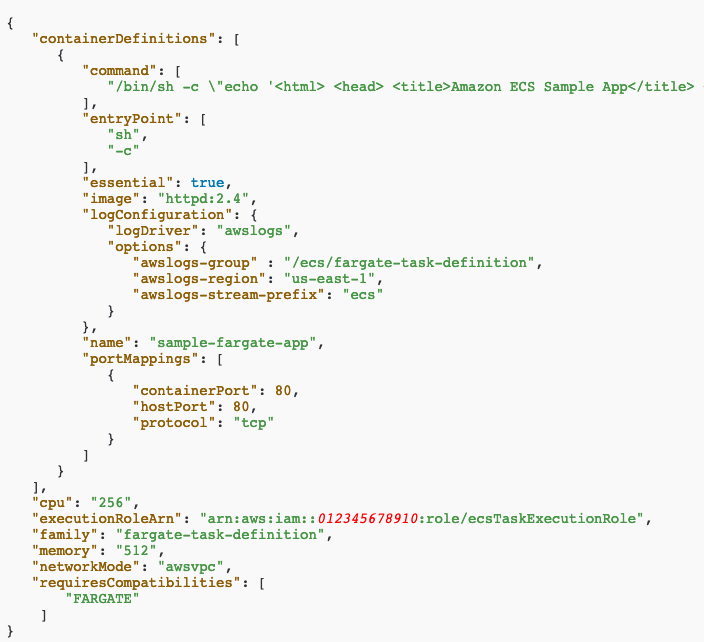 {
    "containerDefinitions": [
        {
            "command": [
                "/bin/sh -c \"echo '<html> <head> <title>Amazon ECS Sample App</title>
            ],
            "entryPoint": [
                "sh",
                "-c"
            ],
            "essential": true,
            "image": "httpd:2.4",
            "logConfiguration": {
                "logDriver": "awslogs",
                "options": {
                    "awslogs-group" : "/ecs/fargate-task-definition",
                    "awslogs-region": "us-east-1",
                    "awslogs-stream-prefix": "ecs"
                }
            },
            "name": "sample-fargate-app",
            "portMappings": [
                {
                    "containerPort": 80,
                    "hostPort": 80,
                    "protocol": "tcp"
                }
            ]
        }
    ],
    "cpu": "256",
    "executionRoleArn": "arn:aws:iam::012345678910:role/ecsTaskExecutionRole",
    "family": "fargate-task-definition",
    "memory": "512",
    "networkMode": "awsvpc",
    "requiresCompatibilities": [
        "FARGATE"
     ]
}